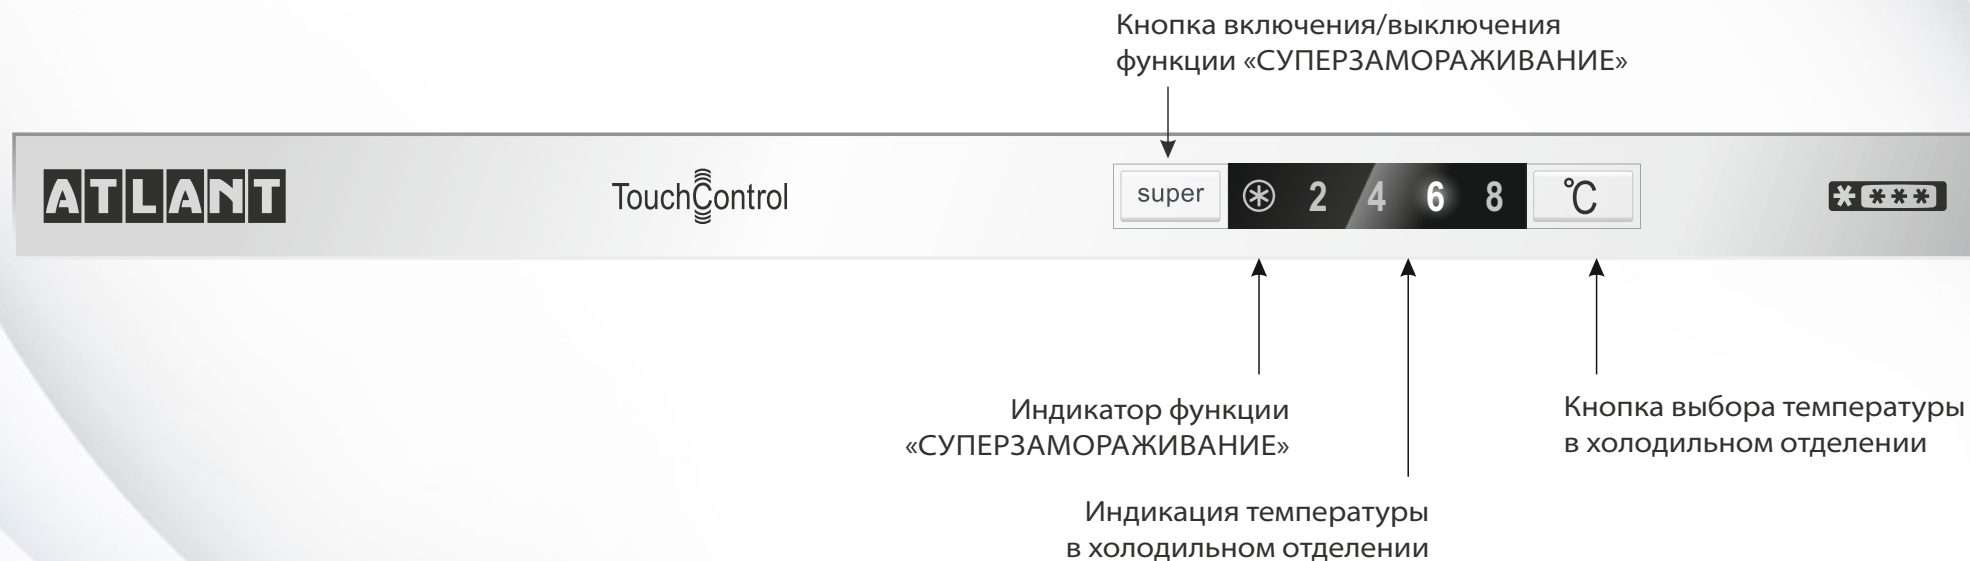 Кнопка включения/выключения
функции «СУПЕРЗАМОРАЖИВАНИЕ»
ATLANT
TouchControl
super
2 4 6 8
°C
Индикатор функции
«СУПЕРЗАМОРАЖИВАНИЕ»
Кнопка выбора температуры
в холодильном отделении
Индикация температуры
в холодильном отделении